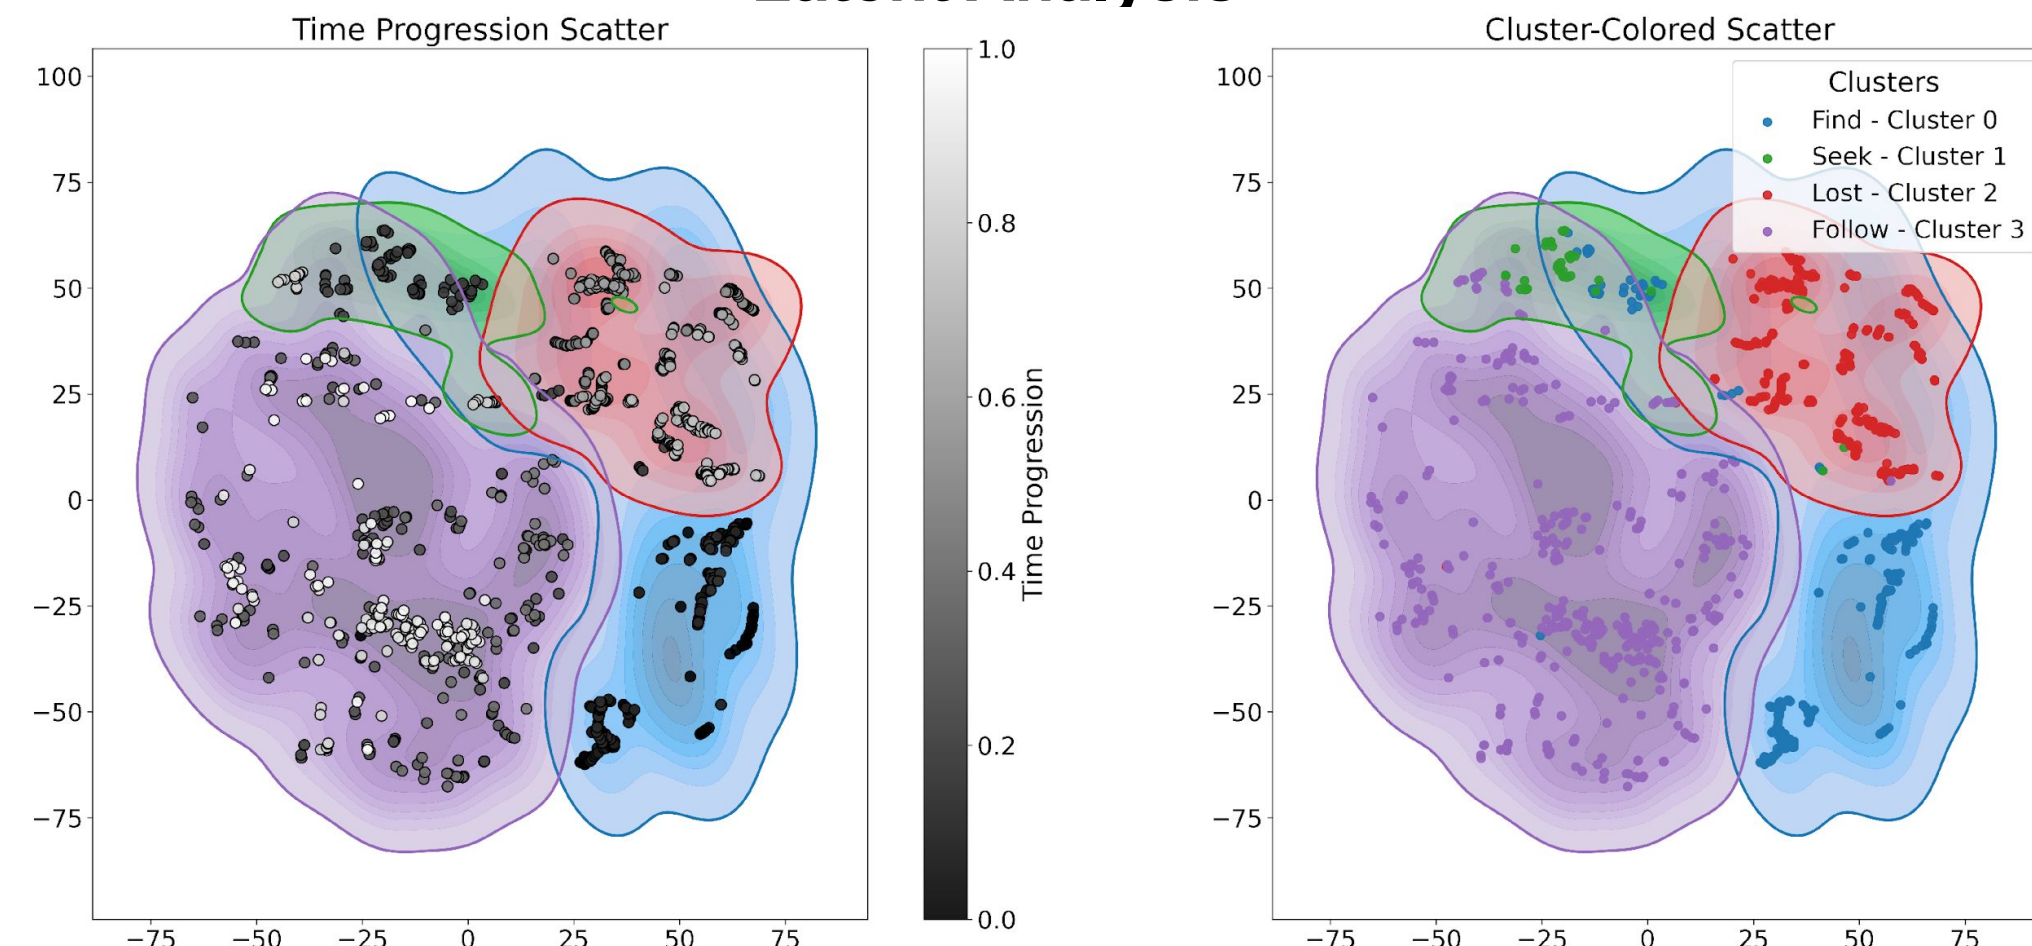 Latent Analysis
Time Progression Scatter
100
75
50
25
0
−25
−50
−75
−75 −50 −25 0 25 50 75
1.0
0.8
0.6
0.4
0.2
0.0
Time Progression
Cluster-Colored Scatter
100
75
50
25
0
−25
−50
−75
−75 −50 −25 0 25 50 75
Clusters
Find - Cluster 0
Seek - Cluster 1
Lost - Cluster 2
Follow - Cluster 3